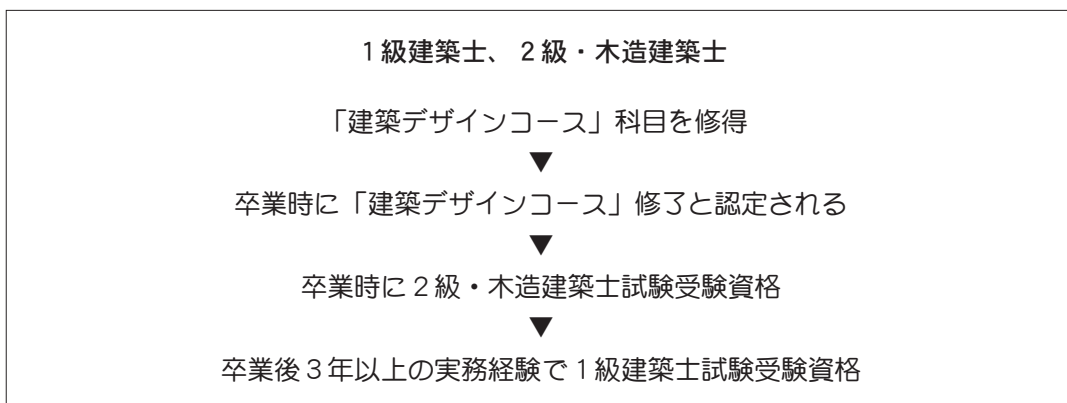 1級建築士、2級・木造建築士
「建築デザインコース」科目を修得
▼
卒業時に「建築デザインコース」修了と認定される
▼
卒業時に2級・木造建築士試験受験資格
▼
卒業後3年以上の実務経験で1級建築士試験受験資格